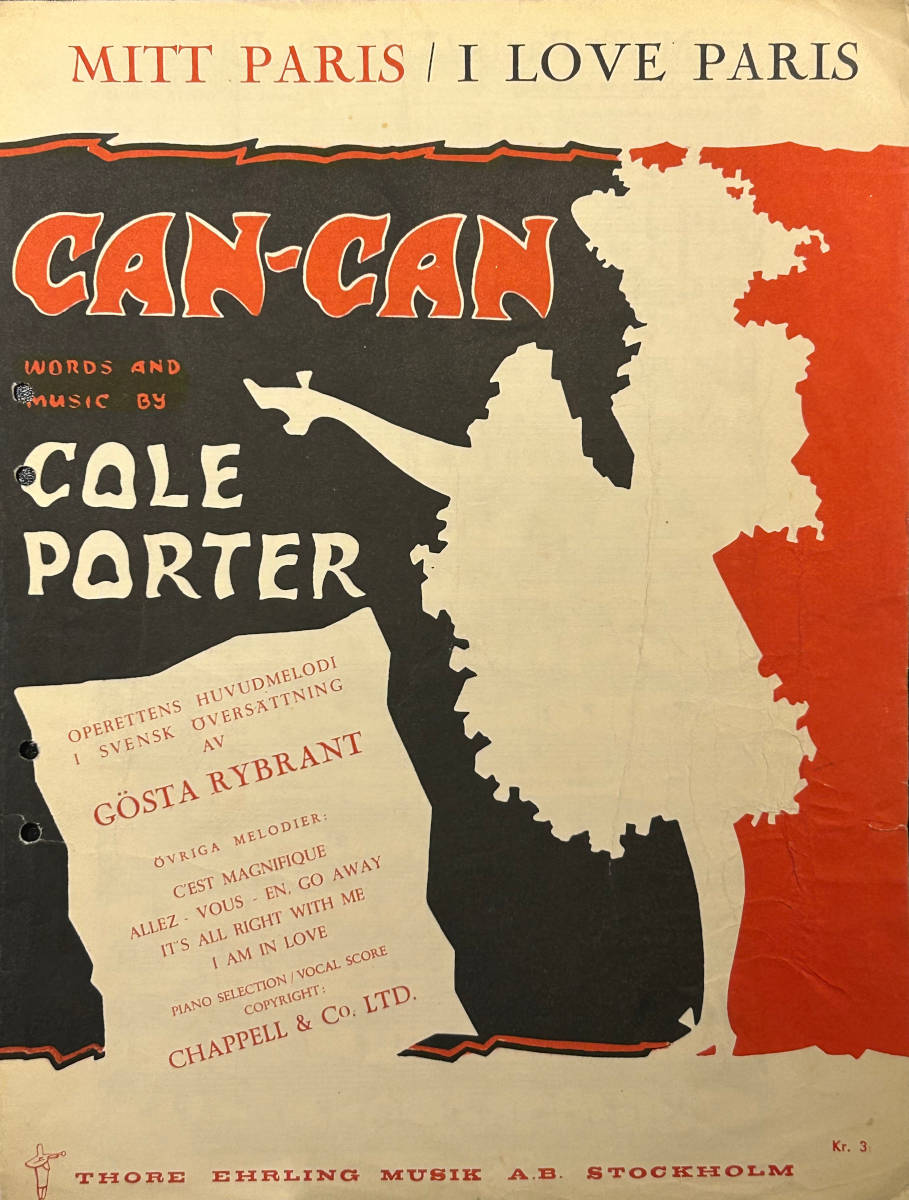 MITT PARIS / I LOVE PARIS
CAN-CAN
WORDS AND
MUSIC BY
COLE
PORTER
OPERETTENS HUVUDMELODI
I SVENSK ÖVERSÄTTNING
AV
GÖSTA RYBRANT
ÖVRIGA MELODIER:
C'EST MAGNIFIQUE
ALLEZ - VOUS - EN, GO AWAY
IT'S ALL RIGHT WITH ME
I AM IN LOVE
PIANO SELECTION / VOCAL SCORE
COPYRIGHT:
CHAPPELL & Co. LTD.
Kr. 3:
THORE EHRLING MUSIK A.B. STOCKHOLM